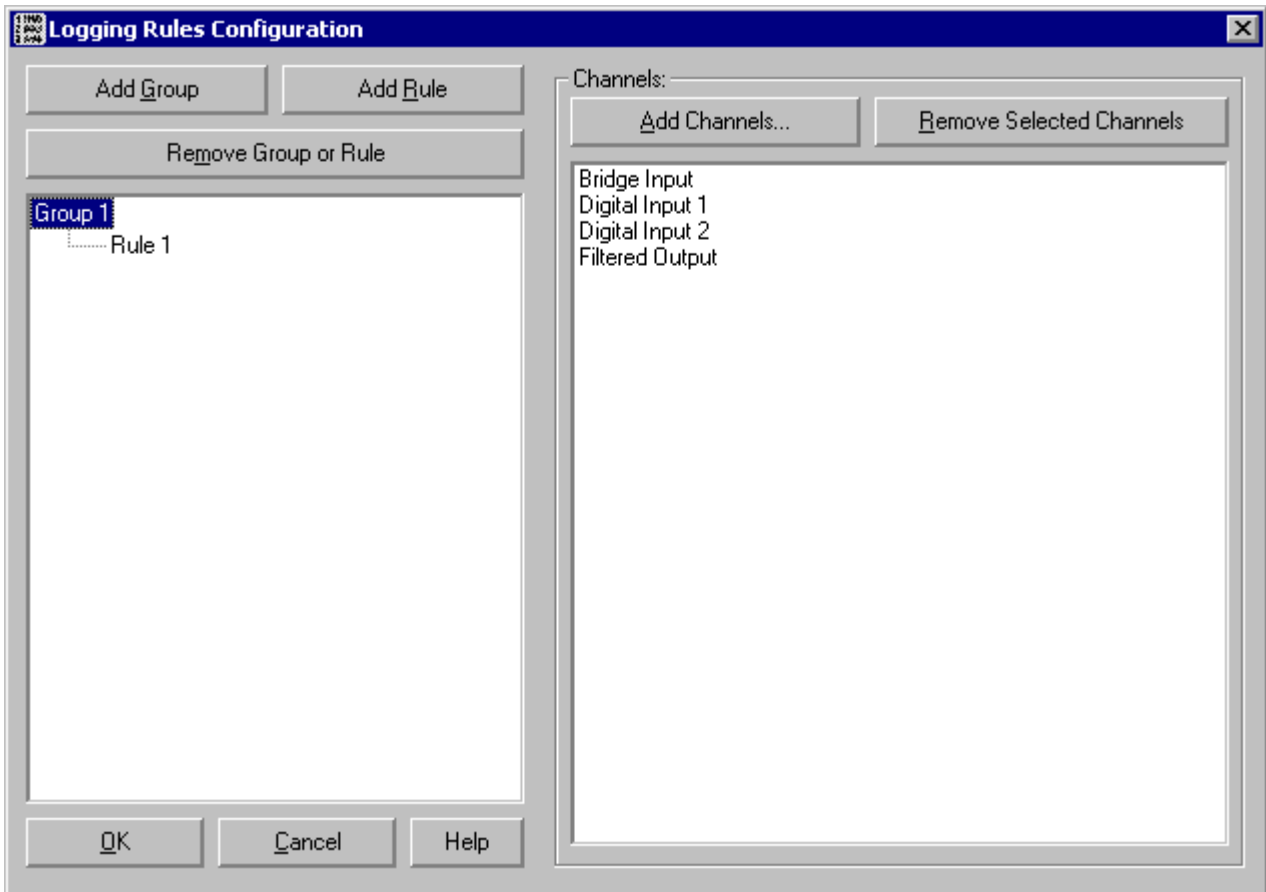 Logging Rules Configuration
Add Group
Add Rule
Remove Group or Rule
Group 1
Rule 1
OK
Cancel
Help
Channels:
Add Channels...
Remove Selected Channels
Bridge Input
Digital Input 1
Digital Input 2
Filtered Output